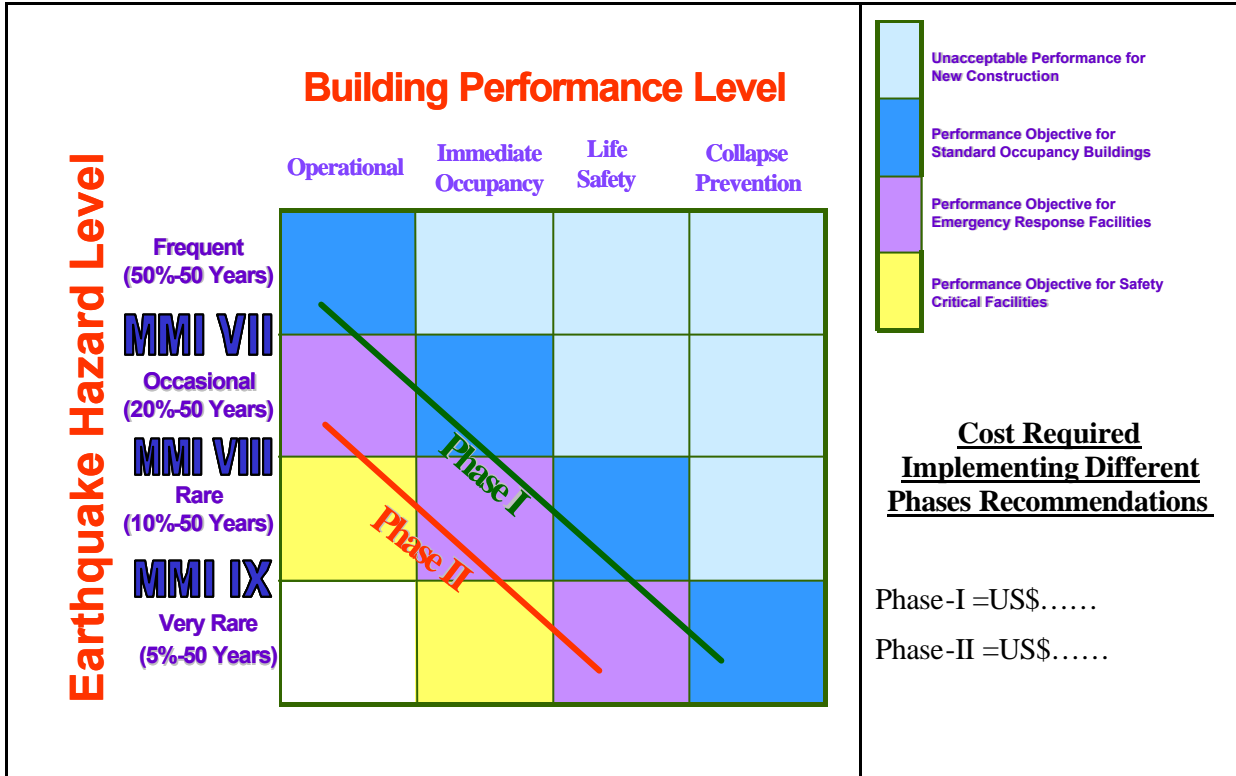 Building Performance Level
Operational
Immediate
Occupancy
Life
Safety
Collapse
Prevention
Earthquake Hazard Level
Frequent
(50%-50 Years)
MMI VII
Occasional
(20%-50 Years)
MMI VIII
Rare
(10%-50 Years)
MMI IX
Very Rare
(5%-50 Years)
Phase I
Phase II
Unacceptable Performance for
New Construction
Performance Objective for
Standard Occupancy Buildings
Performance Objective for
Emergency Response Facilities
Performance Objective for Safety
Critical Facilities
Cost Required
Implementing Different
Phases Recommendations
Phase-I =US$……
Phase-II =US$……